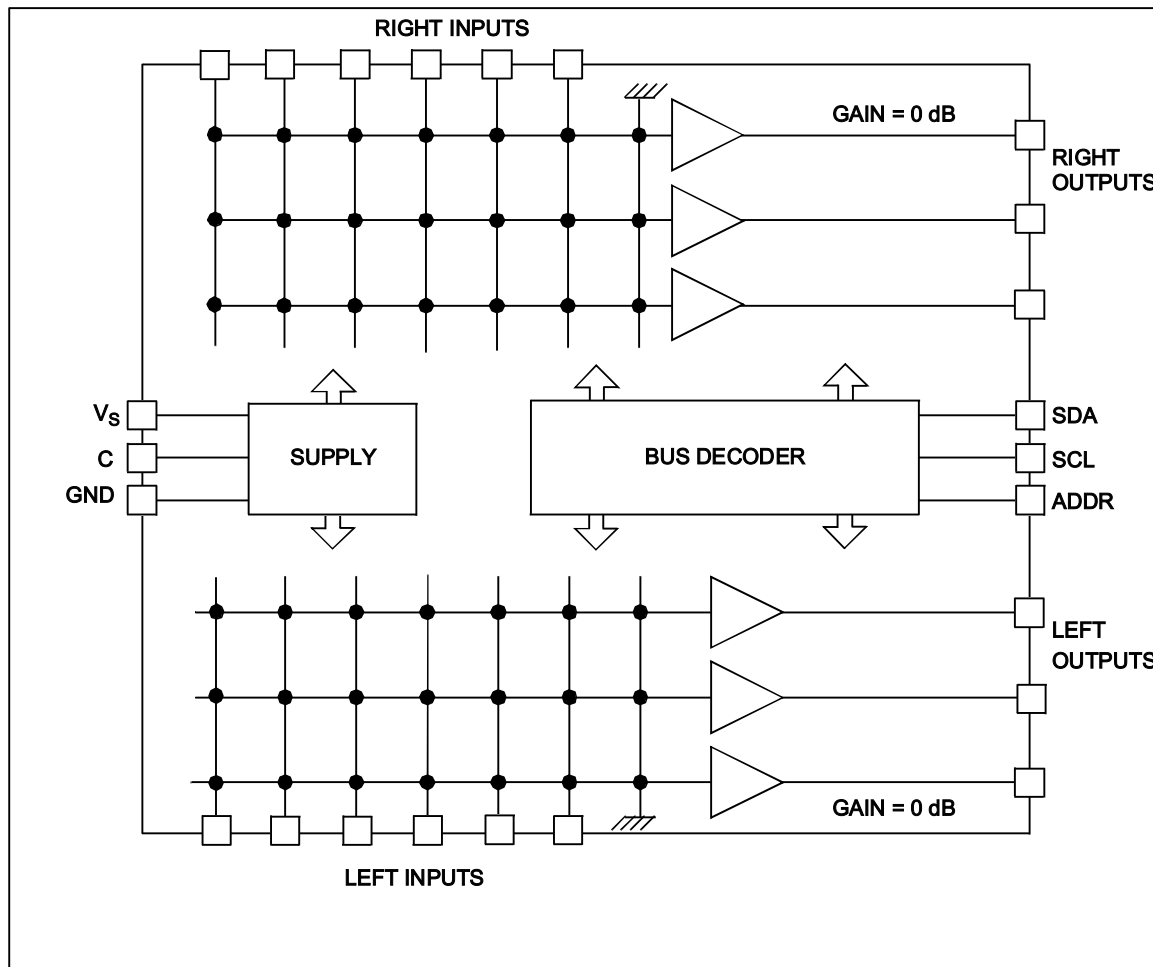 RIGHT INPUTS
GAIN = 0 dB
RIGHT
OUTPUTS
VS
SDA
SUPPLY
BUS DECODER
C
SCL
GND
ADDR
LEFT
OUTPUTS
GAIN = 0 dB
LEFT INPUTS